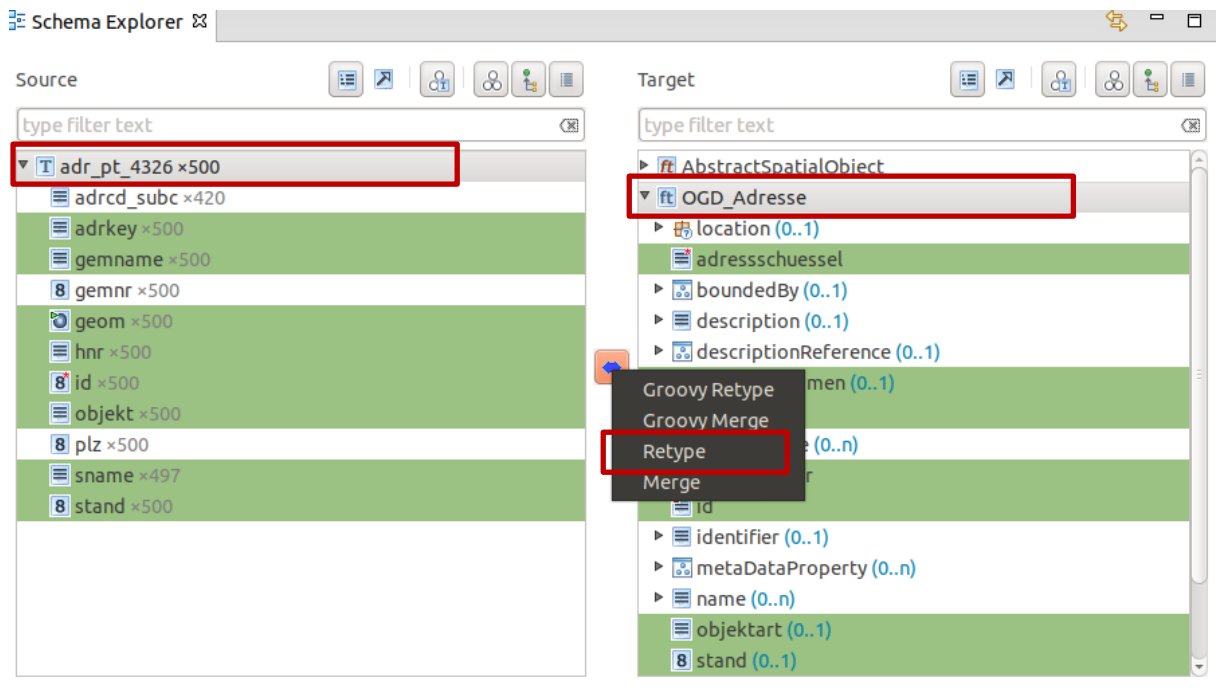 Schema Explorer
Source
type filter text
adr_pt_4326 ×500
adrcd_subc ×420
adrkey ×500
gemname ×500
gemnr ×500
geom ×500
hnr ×500
id ×500
objekt ×500
plz ×500
sname ×497
stand ×500
Target
type filter text
AbstractSpatialObject
OGD_Adresse
location (0..1)
adressschuessel
boundedBy (0..1)
description (0..1)
descriptionReference (0..1)
men (0..1)
(0..n)
r
id
identifier (0..1)
metaDataProperty (0..n)
name (0..n)
objektart (0..1)
stand (0..1)
Groovy Retype
Groovy Merge
Retype
Merge